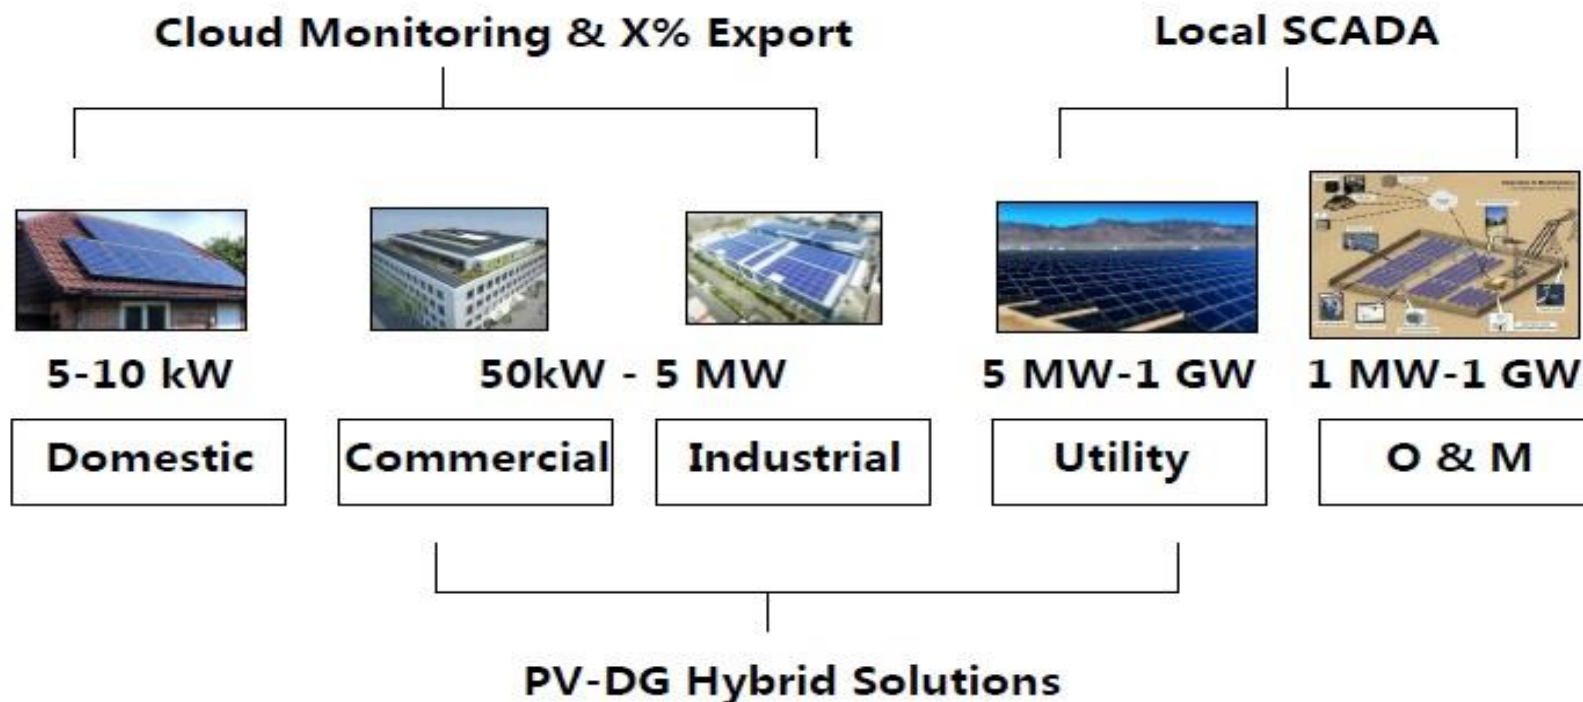 Cloud Monitoring & X% Export
Local SCADA
5-10 kW
50kW - 5 MW
5 MW-1 GW
1 MW-1 GW
Domestic
Commercial
Industrial
Utility
O & M
PV-DG Hybrid Solutions